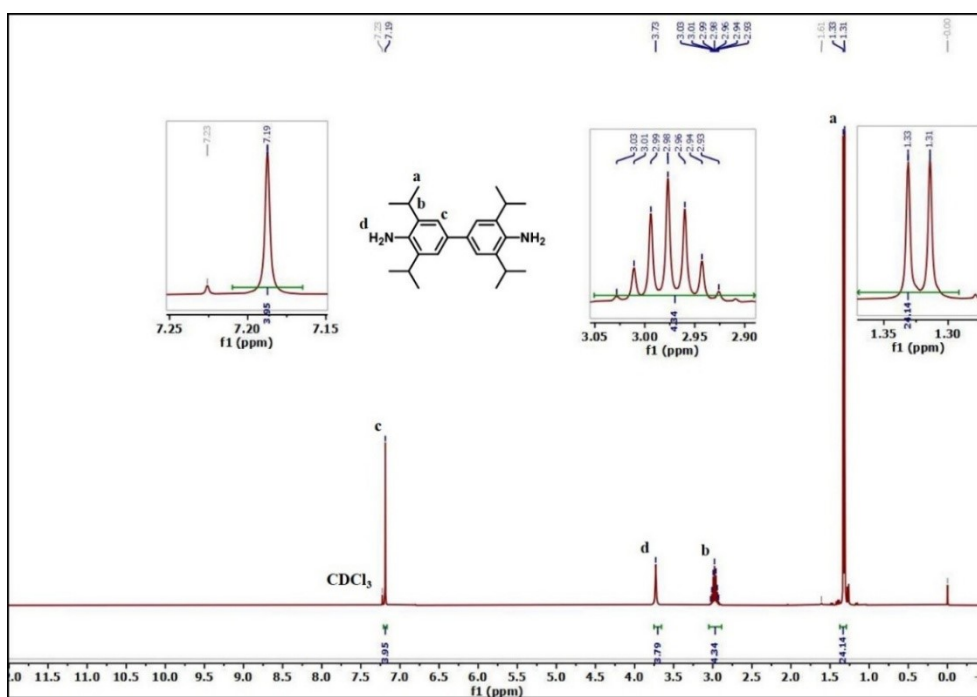 7.23
7.19
3.73
3.03
3.01
2.99
2.98
2.96
2.94
2.93
1.61
1.33
1.31
-0.00
a
7.23
7.19
3.95
7.25 7.20 7.15
f1 (ppm)
a
b
c
d
H₂N
NH₂
3.03
3.01
2.99
2.98
2.96
2.94
2.93
4.34
3.05 3.00 2.95 2.90
f1 (ppm)
1.33
1.31
24.14
1.35 1.30
f1 (ppm)
c
CDCl₃
d
b
3.95
3.79
4.34
24.14
2.0 11.5 11.0 10.5 10.0 9.5 9.0 8.5 8.0 7.5 7.0 6.5 6.0 5.5 5.0 4.5 4.0 3.5 3.0 2.5 2.0 1.5 1.0 0.5 0.0
f1 (ppm)